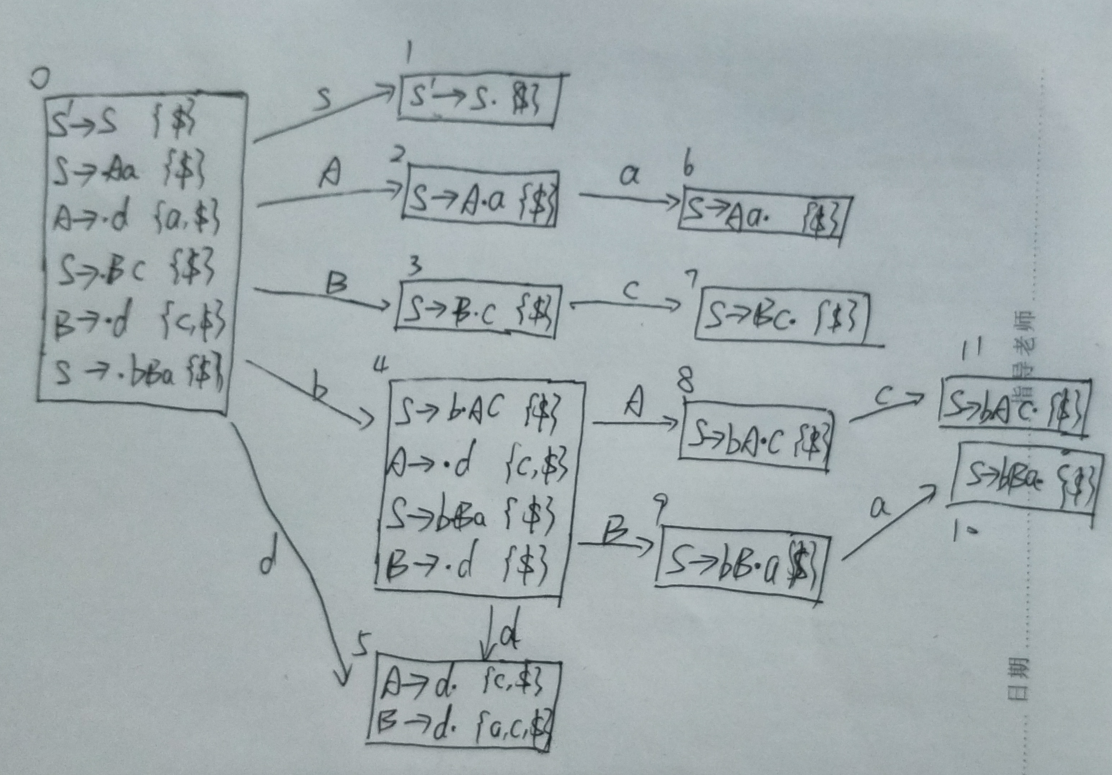 0
S'→S {$}
S→Aa {$}
A→·d {a,$}
S→·Bc {$}
B→·d {c,$}
S→·bBa {$}
S
1
S'→S· {$}
A
2
S→A·a {$}
a
6
S→Aa· {$}
B
3
S→B·c {$}
c
7
S→Bc· {$}
b
4
S→b·AC {$}
A→·d {c,$}
S→bBa {$}
B→·d {$}
A
8
S→bA·C {$}
c
11
S→bAC· {$}
B
9
S→bB·a {$}
a
S→bBa· {$}
10
d
d
5
A→d· {c,$}
B→d· {a,c,$}
指导老师
日期